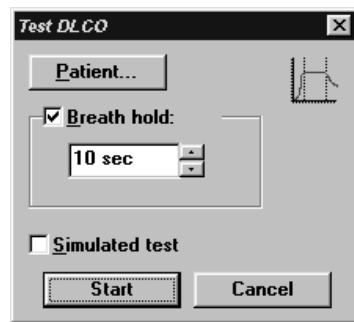 Test DLCO
Patient...
Breath hold:
10 sec
Simulated test
Start
Cancel